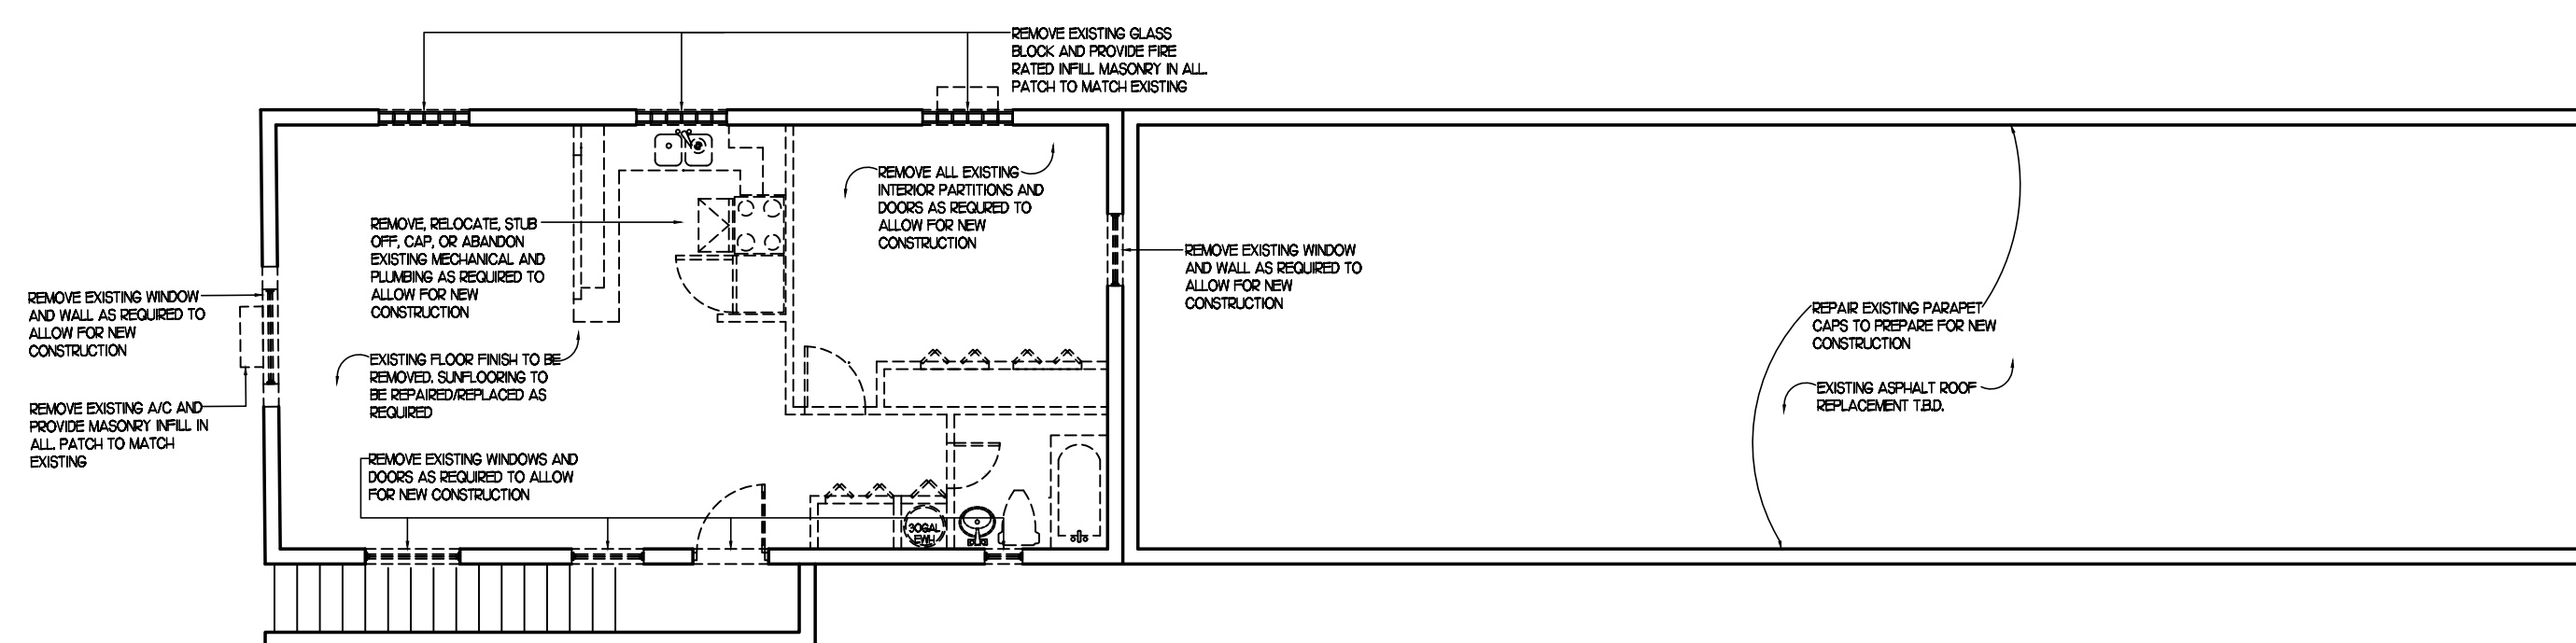 REMOVE EXISTING GLASS
BLOCK AND PROVIDE FIRE
RATED INFILL MASONRY IN ALL.
PATCH TO MATCH EXISTING
REMOVE ALL EXISTING
INTERIOR PARTITIONS AND
DOORS AS REQURED TO
ALLOW FOR NEW
CONSTRUCTION
REMOVE, RELOCATE, STUB
OFF, CAP, OR ABANDON
EXISTING MECHANICAL AND
PLUMBING AS REQUIRED TO
ALLOW FOR NEW
CONSTRUCTION
REMOVE EXISTING WINDOW
AND WALL AS REQUIRED TO
ALLOW FOR NEW
CONSTRUCTION
REMOVE EXISTING WINDOW
AND WALL AS REQUIRED TO
ALLOW FOR NEW
CONSTRUCTION
REPAIR EXISTING PARAPET
CAPS TO PREPARE FOR NEW
CONSTRUCTION
EXISTING FLOOR FINISH TO BE
REMOVED. SUNFLOORING TO
BE REPAIRED/REPLACED AS
REQUIRED
EXISTING ASPHALT ROOF
REPLACEMENT T.B.D.
REMOVE EXISTING A/C AND
PROVIDE MASONRY INFILL IN
ALL. PATCH TO MATCH
EXISTING
REMOVE EXISTING WINDOWS AND
DOORS AS REQUIRED TO ALLOW
FOR NEW CONSTRUCTION
30GAL
EWH